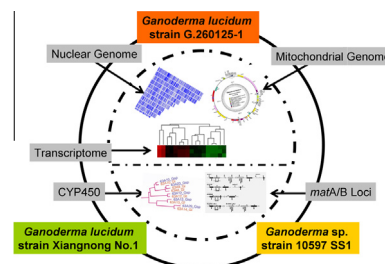 Ganoderma lucidum
strain G.260125-1
Nuclear Genome
Mitochondrial Genome
Transcriptome
CYP450
matA/B Loci
Ganoderma lucidum
strain Xiangnong No.1
Ganoderma sp.
strain 10597 SS1